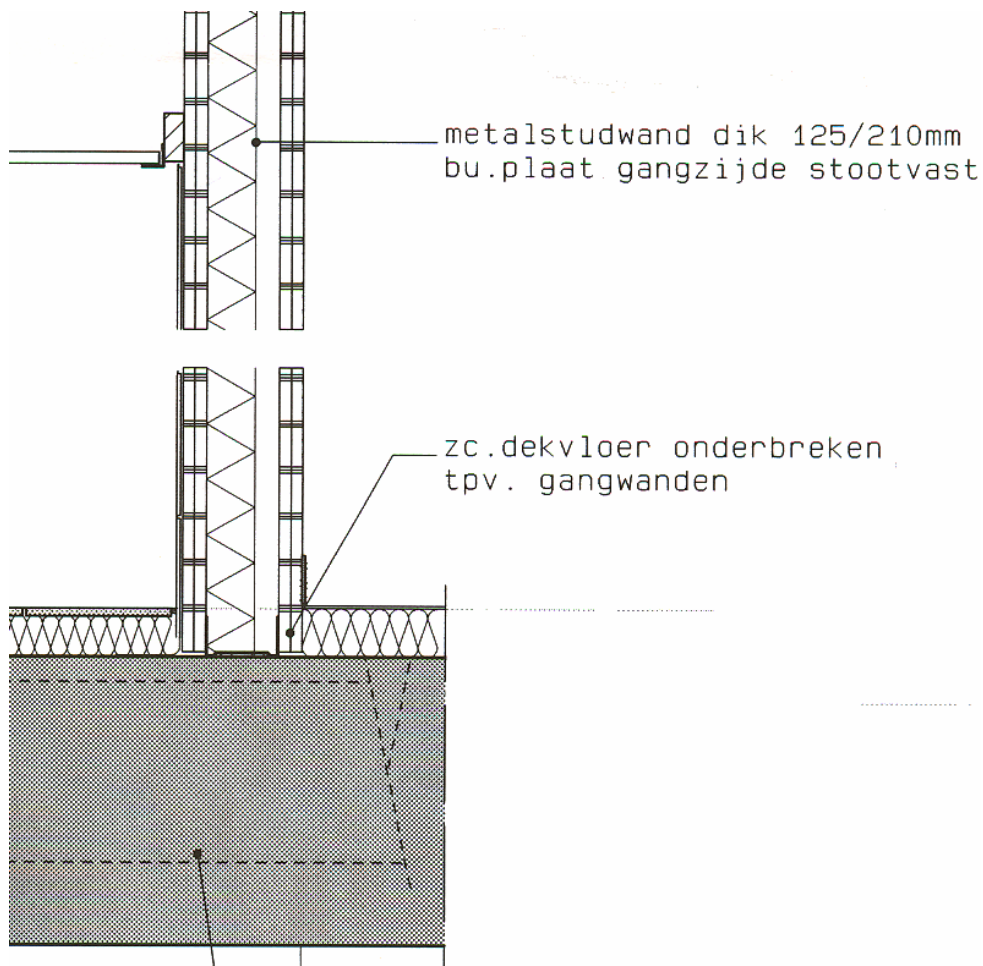 metalstudwand dik 125/210mm
bu.plaat gangzijde stootvast
zc.dekvloer onderbreken
tpv. gangwanden